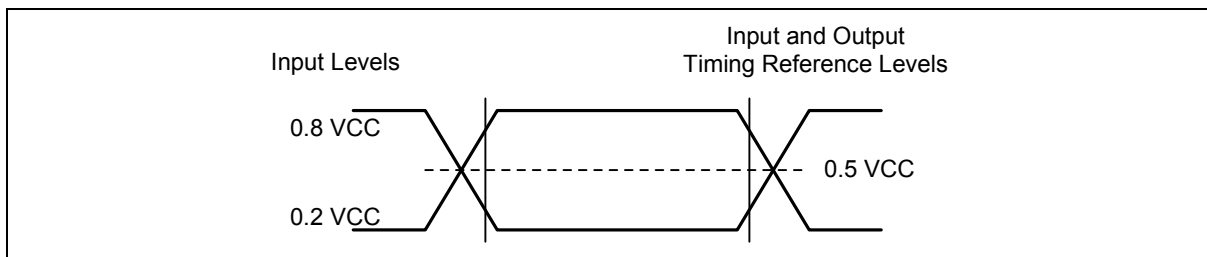 Input Levels
Input and Output
Timing Reference Levels
0.8 VCC
0.5 VCC
0.2 VCC